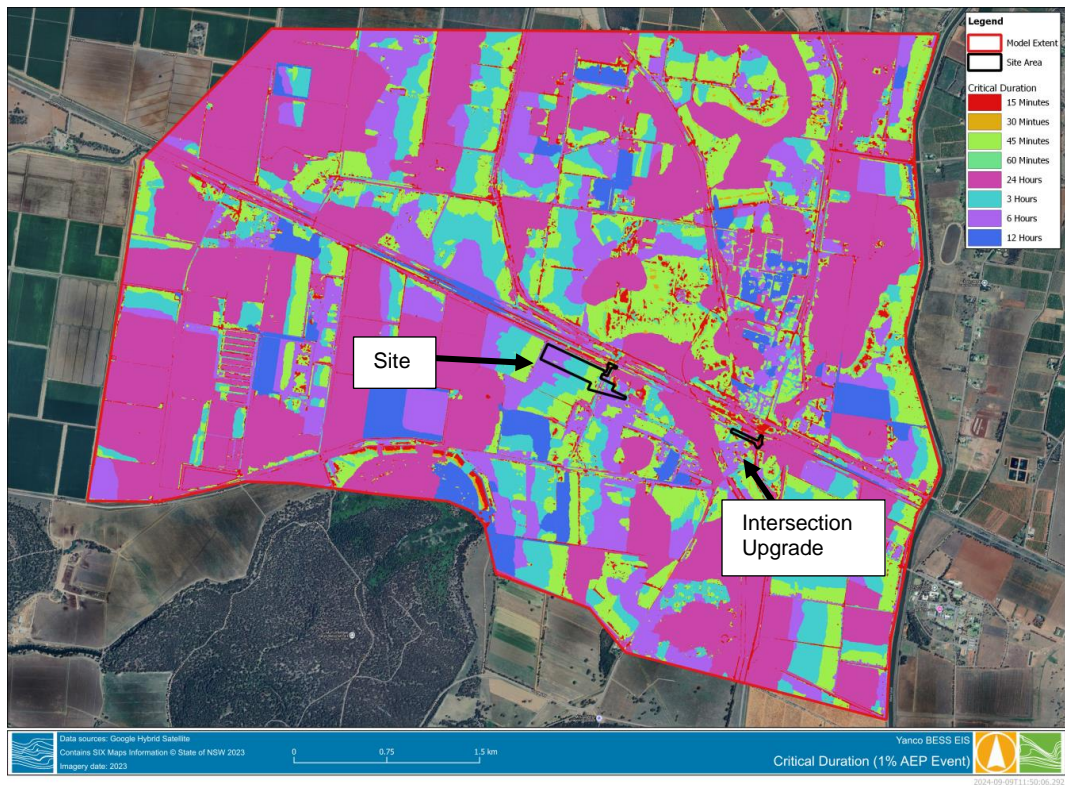 Legend
Model Extent
Site Area
Critical Duration
15 Minutes
30 Mintues
45 Minutes
60 Minutes
24 Hours
3 Hours
6 Hours
12 Hours
Site
Intersection
Upgrade
Data sources: Google Hybrid Satellite
Contains SIX Maps Information © State of NSW 2023
Imagery date: 2023
0 0.75 1.5 km
Yanco BESS EIS
Critical Duration (1% AEP Event)
2024-09-09T11:50:06.292